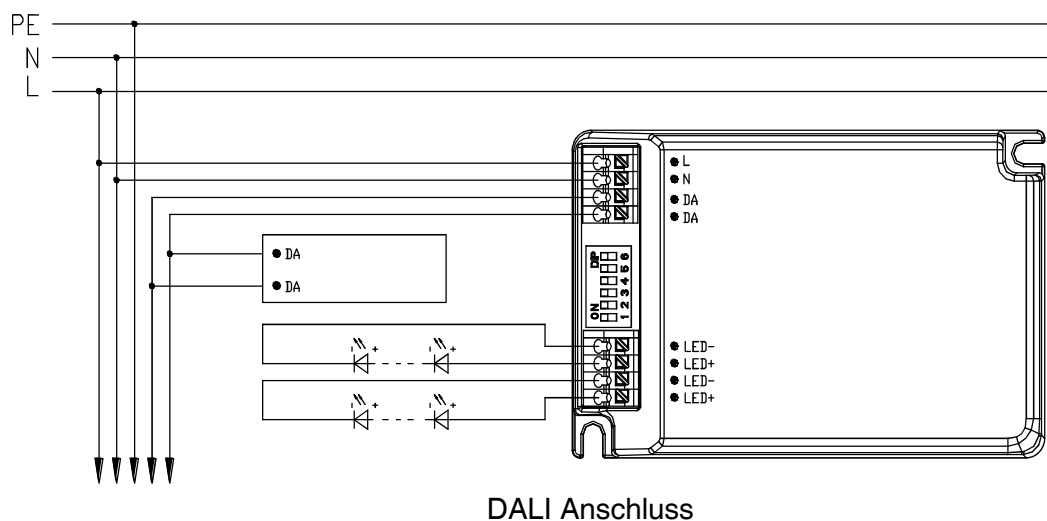 PE
N
L
L
N
DA
DA
DA
DA
ON DIP
1 2 3 4 5 6
LED-
LED+
LED-
LED+
- + - +
- + - +
DALI Anschluss